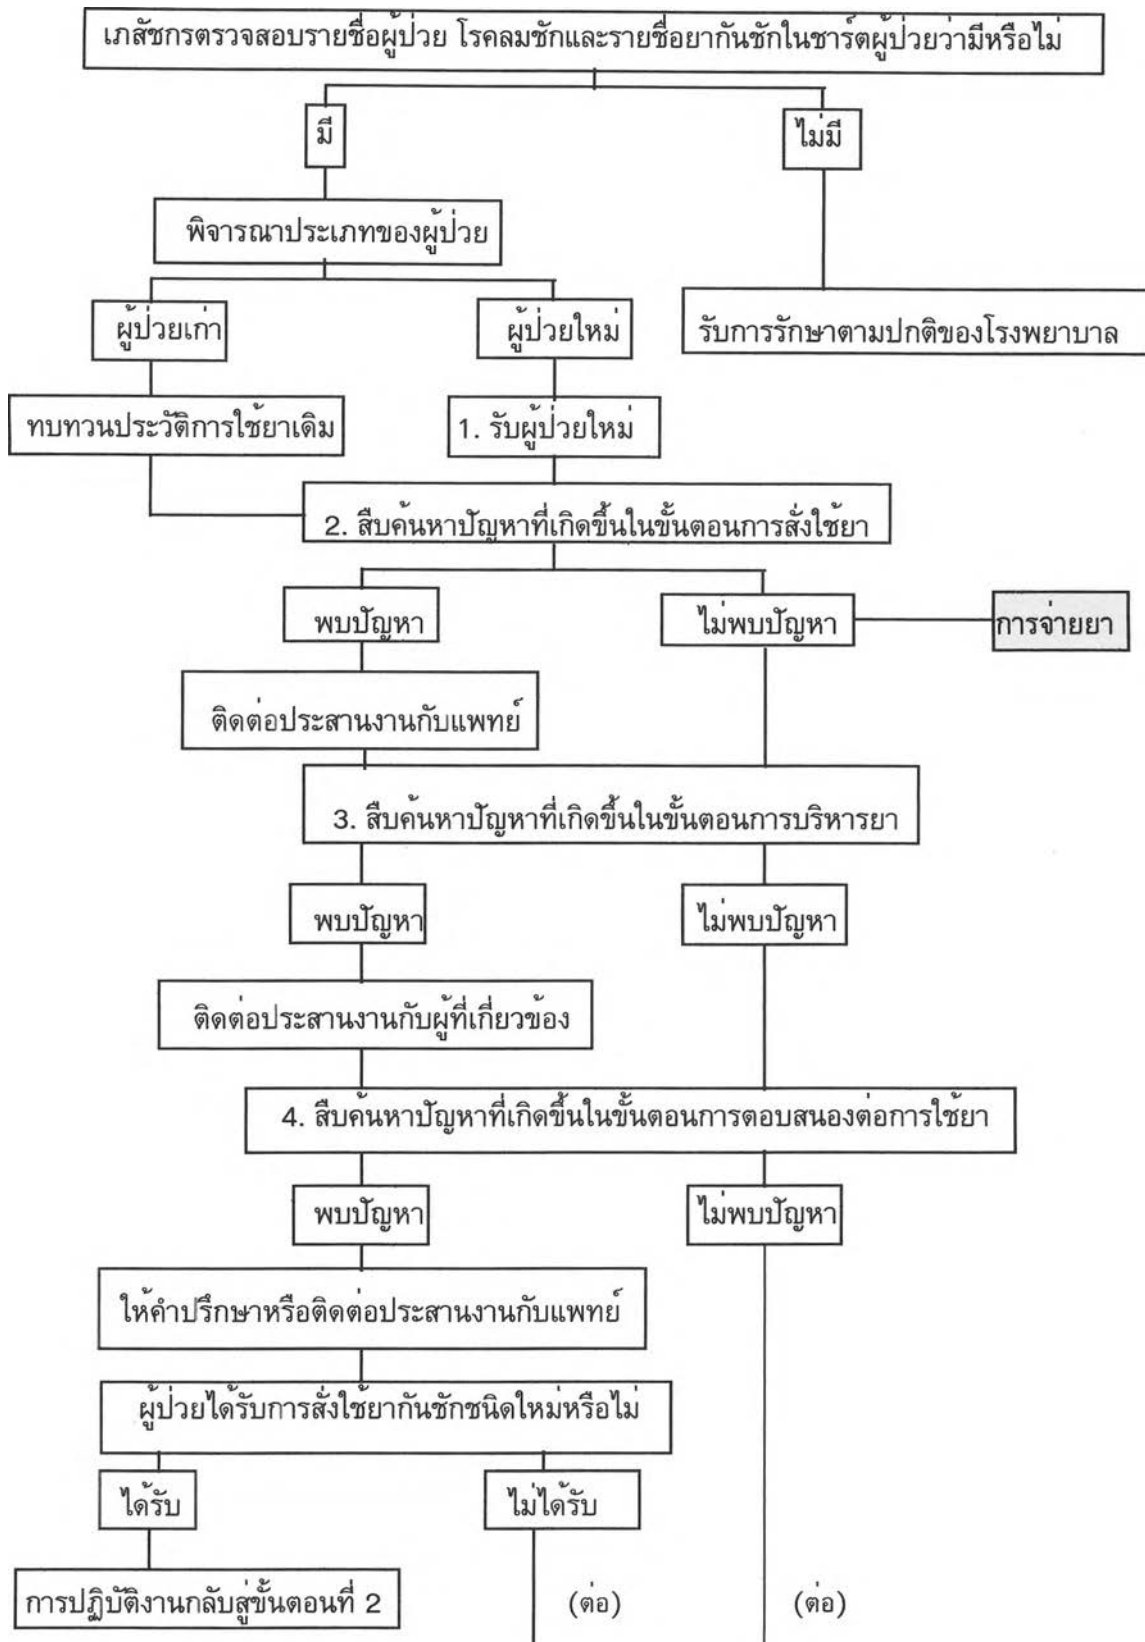 เภสัชกรตรวจสอบรายชื่อผู้ป่วย โรคลมชักและรายชื่อยากันชักในชาร์ตผู้ป่วยว่ามีหรือไม่
มี
ไม่มี
พิจารณาประเภทของผู้ป่วย
ผู้ป่วยเก่า
ผู้ป่วยใหม่
รับการรักษาตามปกติของโรงพยาบาล
ทบทวนประวัติการใช้ยาเดิม
1. รับผู้ป่วยใหม่
2. สืบค้นหาปัญหาที่เกิดขึ้นในขั้นตอนการสั่งใช้ยา
พบปัญหา
ไม่พบปัญหา
การจ่ายยา
ติดต่อประสานงานกับแพทย์
3. สืบค้นหาปัญหาที่เกิดขึ้นในขั้นตอนการบริหารยา
พบปัญหา
ไม่พบปัญหา
ติดต่อประสานงานกับผู้ที่เกี่ยวข้อง
4. สืบค้นหาปัญหาที่เกิดขึ้นในขั้นตอนการตอบสนองต่อการใช้ยา
พบปัญหา
ไม่พบปัญหา
ให้คำปรึกษาหรือติดต่อประสานงานกับแพทย์
ผู้ป่วยได้รับการสั่งใช้ยากันชักชนิดใหม่หรือไม่
ได้รับ
ไม่ได้รับ
การปฏิบัติงานกลับสู่ขั้นตอนที่ 2
(ต่อ)
(ต่อ)